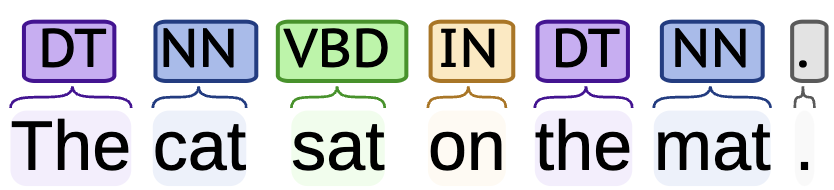 DT NN VBD IN DT NN .
The cat sat on the mat .